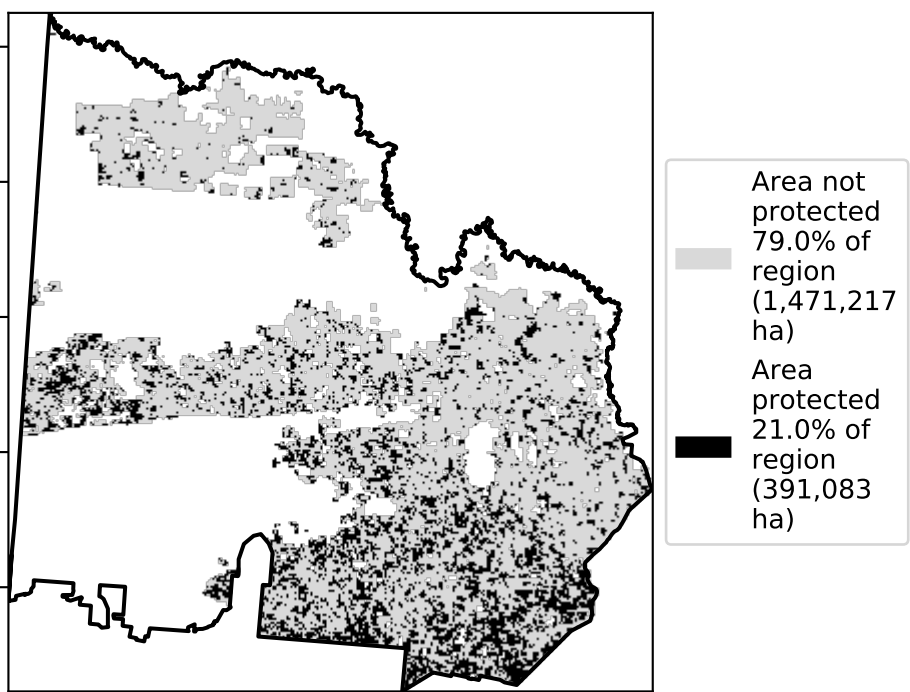 Area not
protected
79.0% of
region
(1,471,217
ha)
Area
protected
21.0% of
region
(391,083
ha)